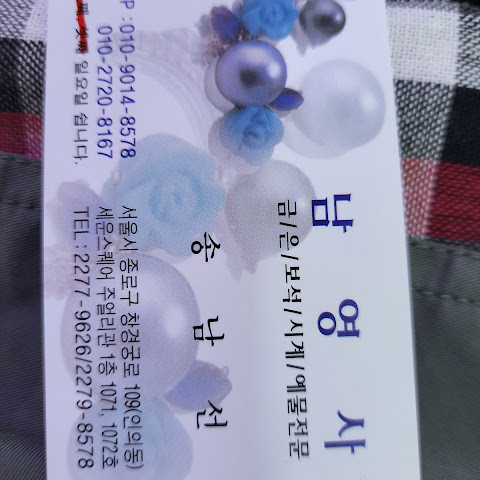 남영사
금/은/보석/시계/예물전문
송남전
서울시 종로구 창경궁로 109(인의동)
세운스퀘어 주얼리관 1층 1071, 1072호
TEL : 2277-9626/2279-8578
P : 010-9014-8578
010-2720-8167
째 일요일 쉽니다.